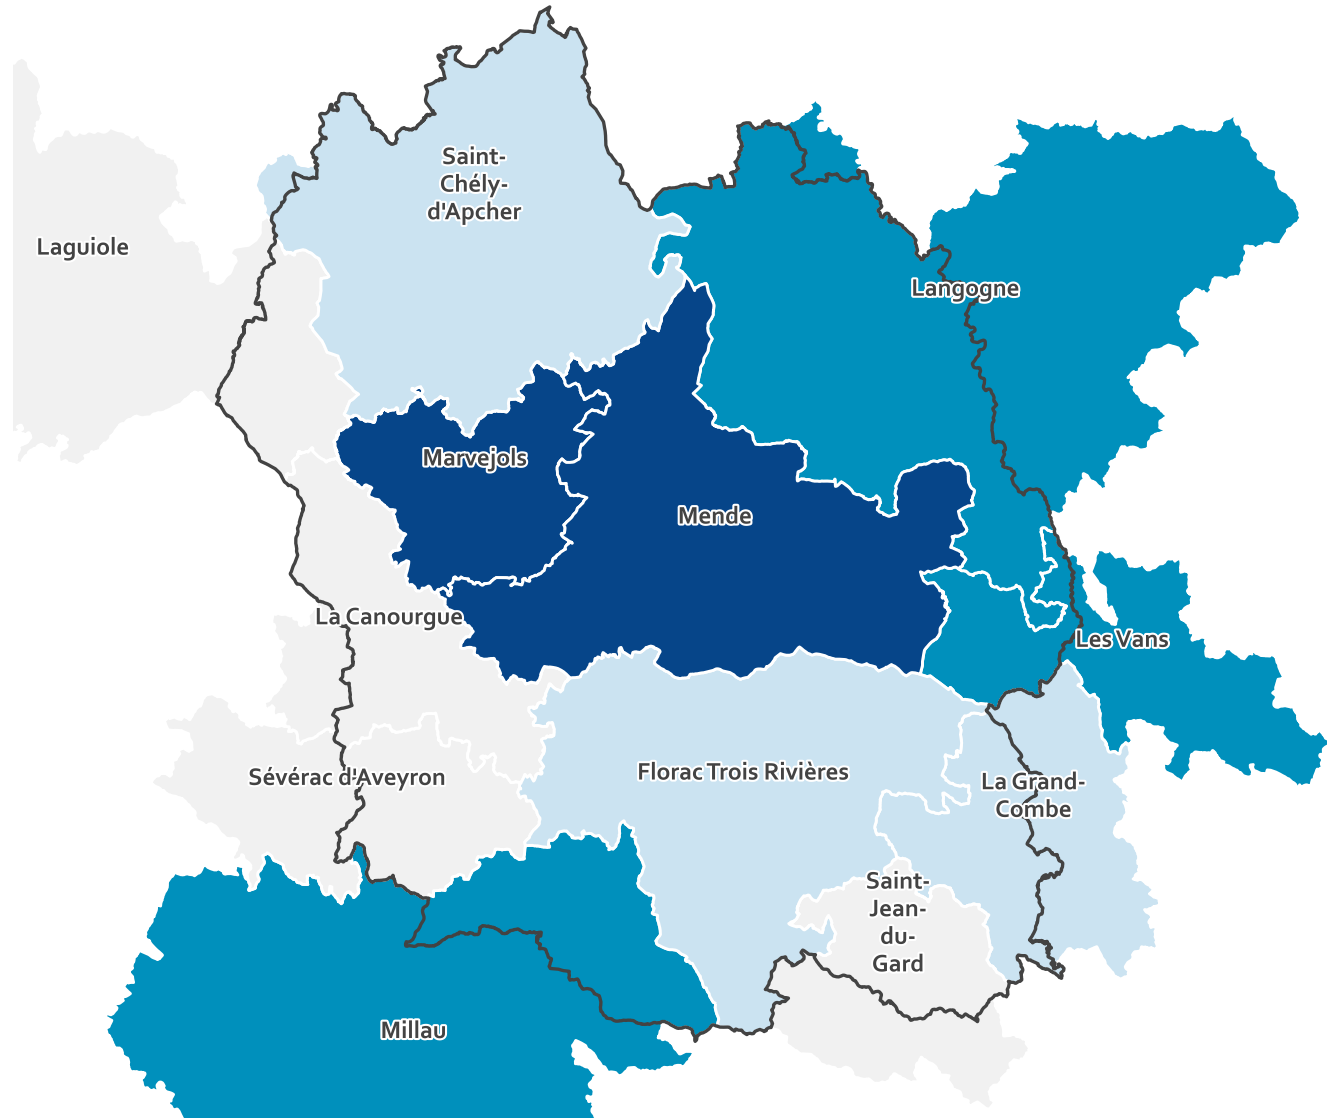 Saint-
Chély-
d'Apcher
Laguiole
Langogne
Marvejols
Mende
La Canourgue
Les Vans
Sévérac d'Aveyron
Florac Trois Rivières
La Grand-
Combe
Saint-
Jean-
du-
Gard
Millau